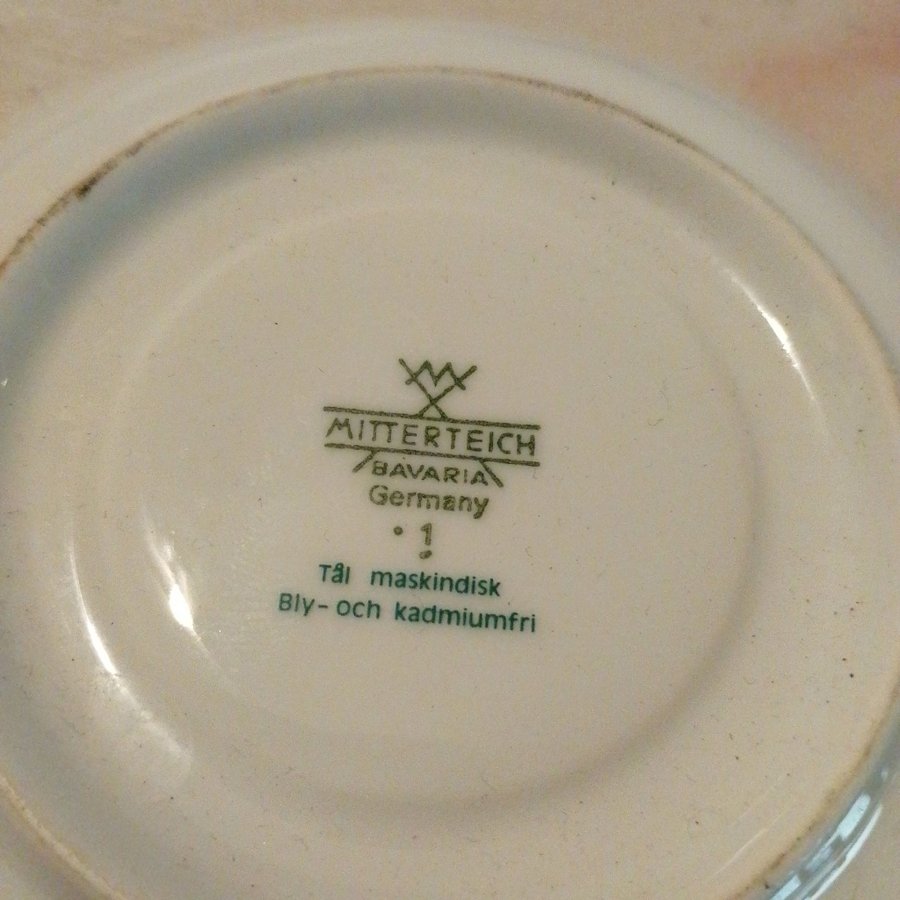 MITTERTEICH
BAVARIA
Germany
• 1
Tål maskindisk
Bly- och kadmiumfri